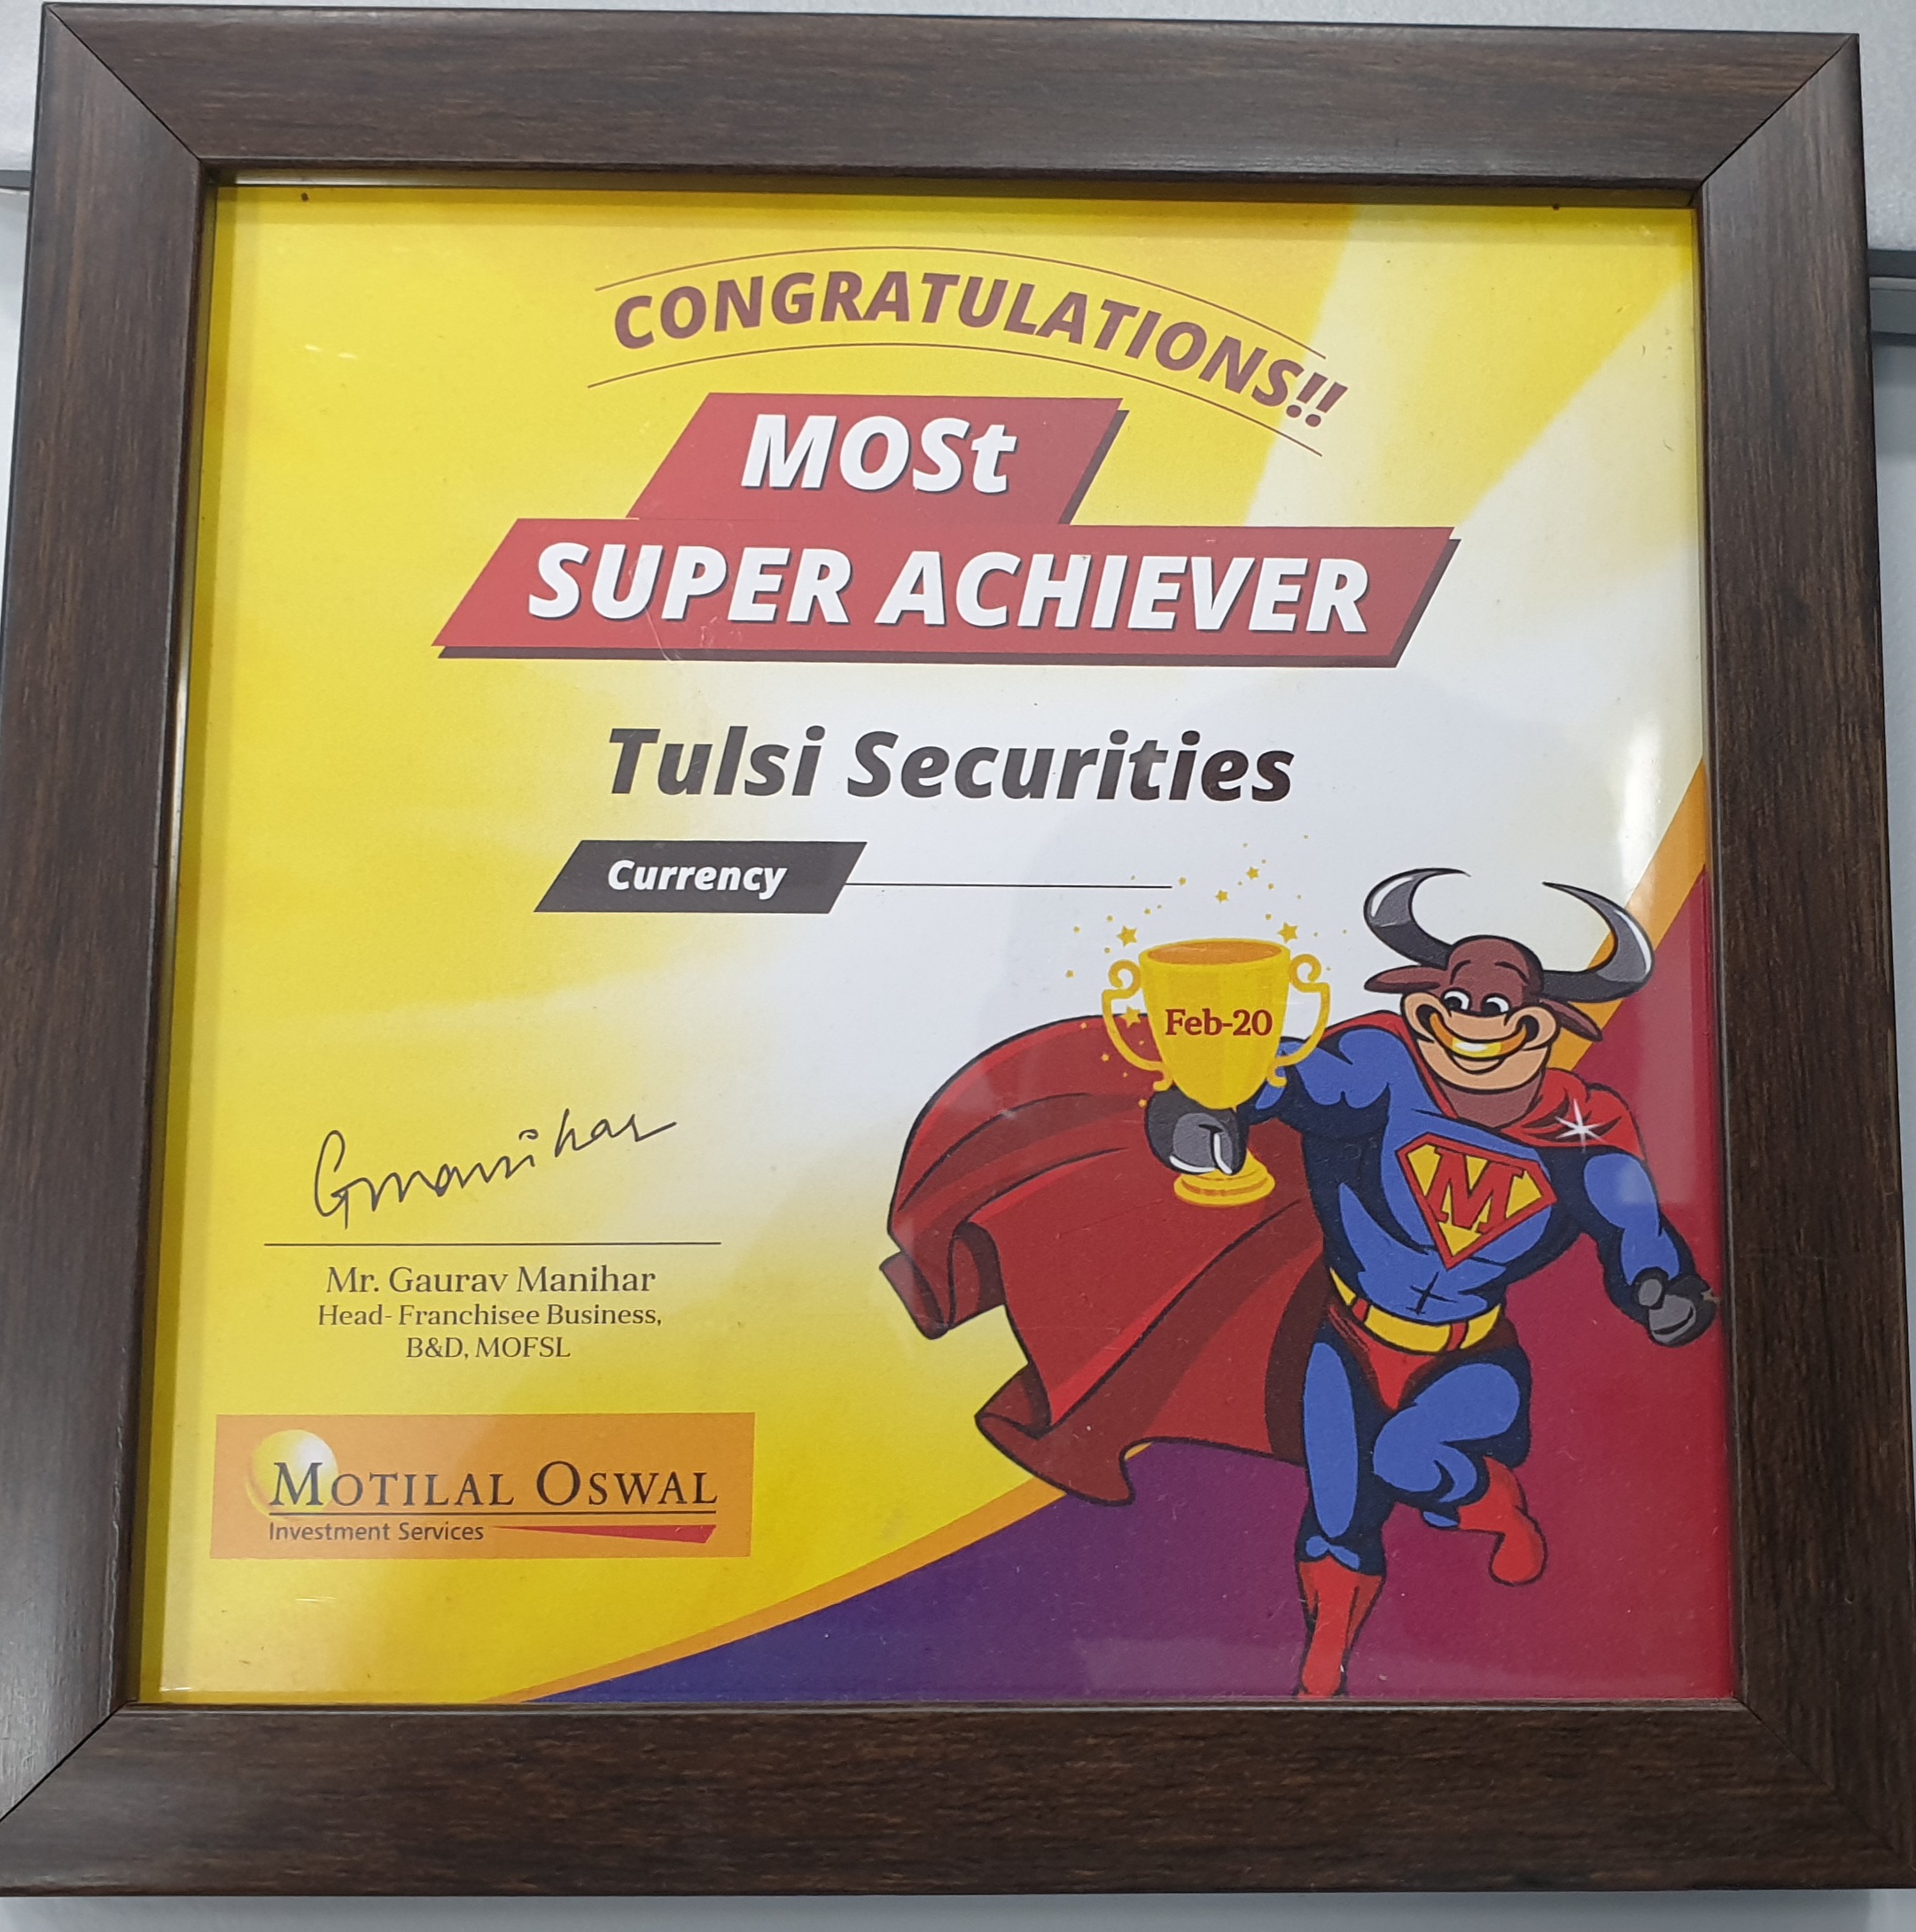 CONGRATULATIONS!!
MOSt
SUPER ACHIEVER
Tulsi Securities
Currency
Feb-20
M
Gmanihar
Mr. Gaurav Manihar
Head- Franchisee Business,
B&D, MOFSL
MOTILAL OSWAL
Investment Services